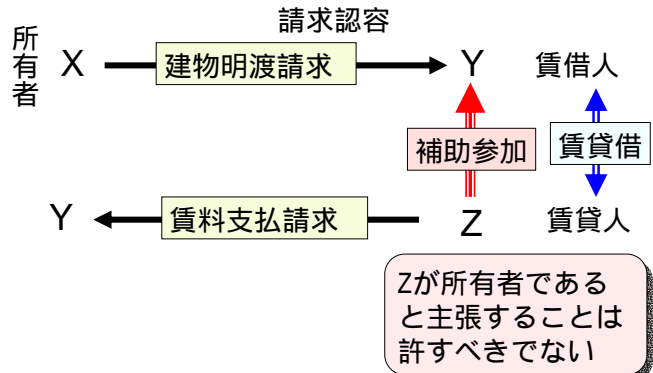 請求認容
所有者
X
建物明渡請求
Y
賃借人
補助参加
賃貸借
Y
賃料支払請求
Z
賃貸人
Zが所有者である
と主張することは
許すべきでない